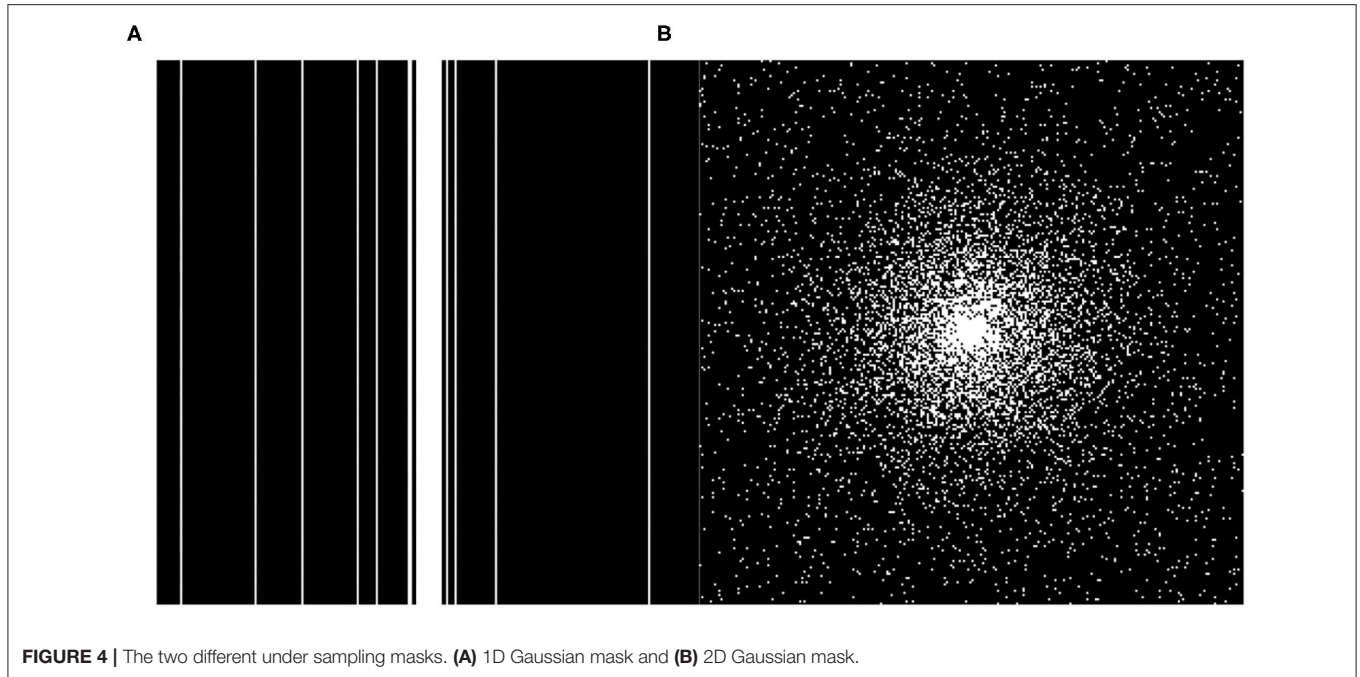 A
B
FIGURE 4 | The two different under sampling masks. (A) 1D Gaussian mask and (B) 2D Gaussian mask.